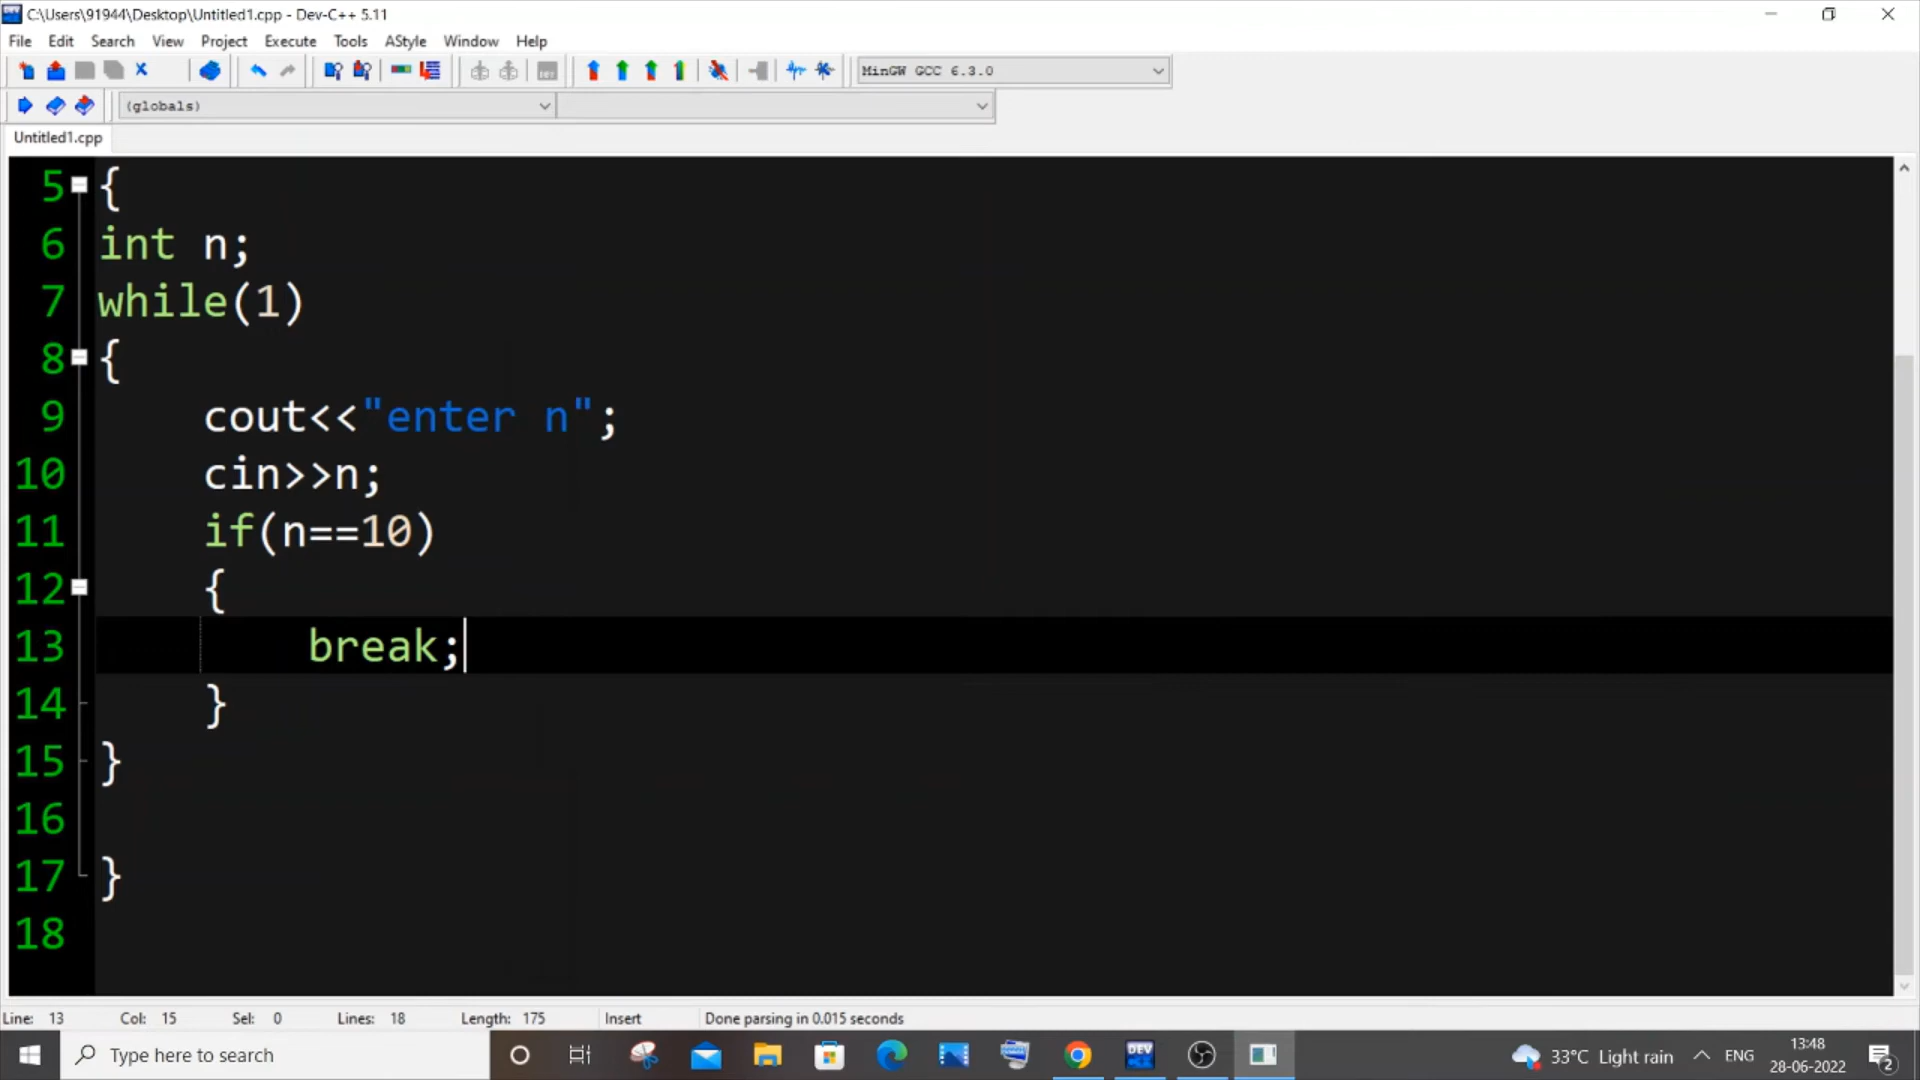 C:\Users\91944\Desktop\Untitled1.cpp - Dev-C++ 5.11
File Edit Search View Project Execute Tools AStyle Window Help
MinGW GCC 6.3.0
(globals)
Untitled1.cpp
5 {
6 int n;
7 while(1)
8 {
9 cout<<"enter n";
10 cin>>n;
11 if(n==10)
12 {
13 break;
14 }
15 }
16
17 }
18
Line: 13 Col: 15 Sel: 0 Lines: 18 Length: 175 Insert Done parsing in 0.015 seconds
Type here to search
DEV
33°C Light rain
ENG
13:48
28-06-2022
2